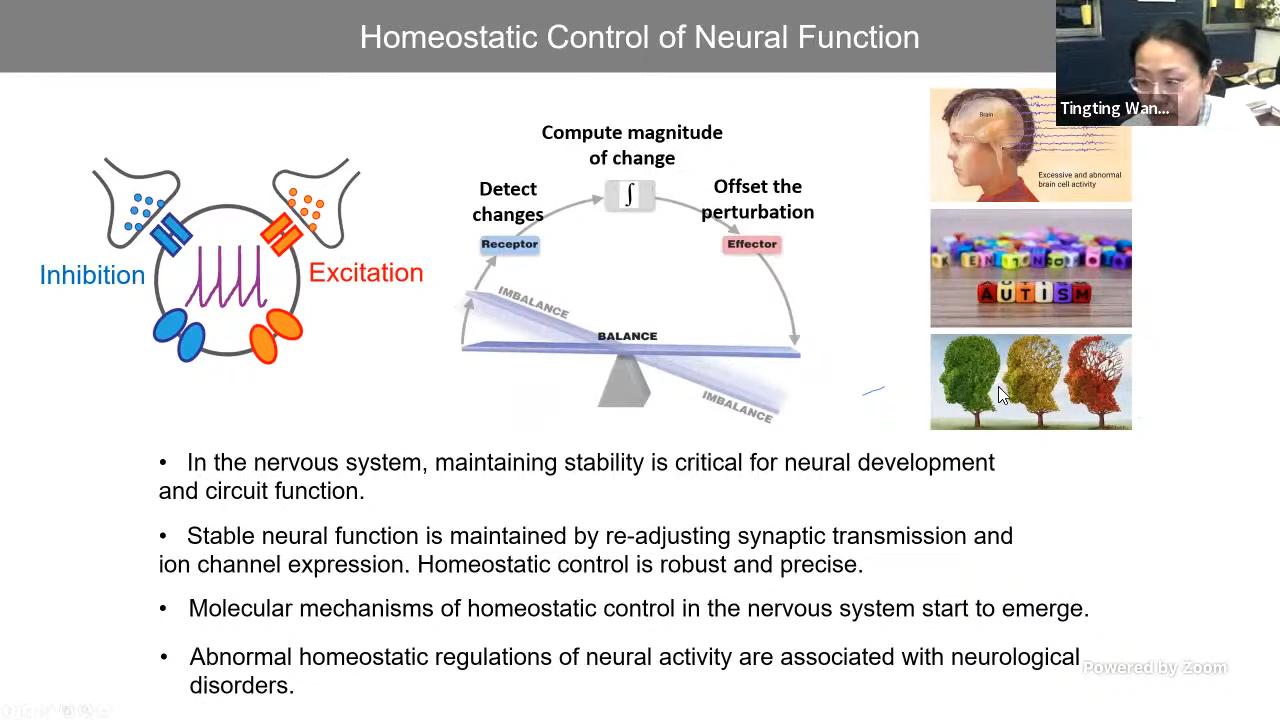 Homeostatic Control of Neural Function
Tingting Wan...
Compute magnitude
of change
∫
Detect
changes
Offset the
perturbation
Receptor
Effector
IMBALANCE
BALANCE
IMBALANCE
Inhibition
Excitation
Brain
Excessive and abnormal
brain cell activity
AUTISM
• In the nervous system, maintaining stability is critical for neural development
and circuit function.
• Stable neural function is maintained by re-adjusting synaptic transmission and
ion channel expression. Homeostatic control is robust and precise.
• Molecular mechanisms of homeostatic control in the nervous system start to emerge.
• Abnormal homeostatic regulations of neural activity are associated with neurological
disorders.
Powered by Zoom